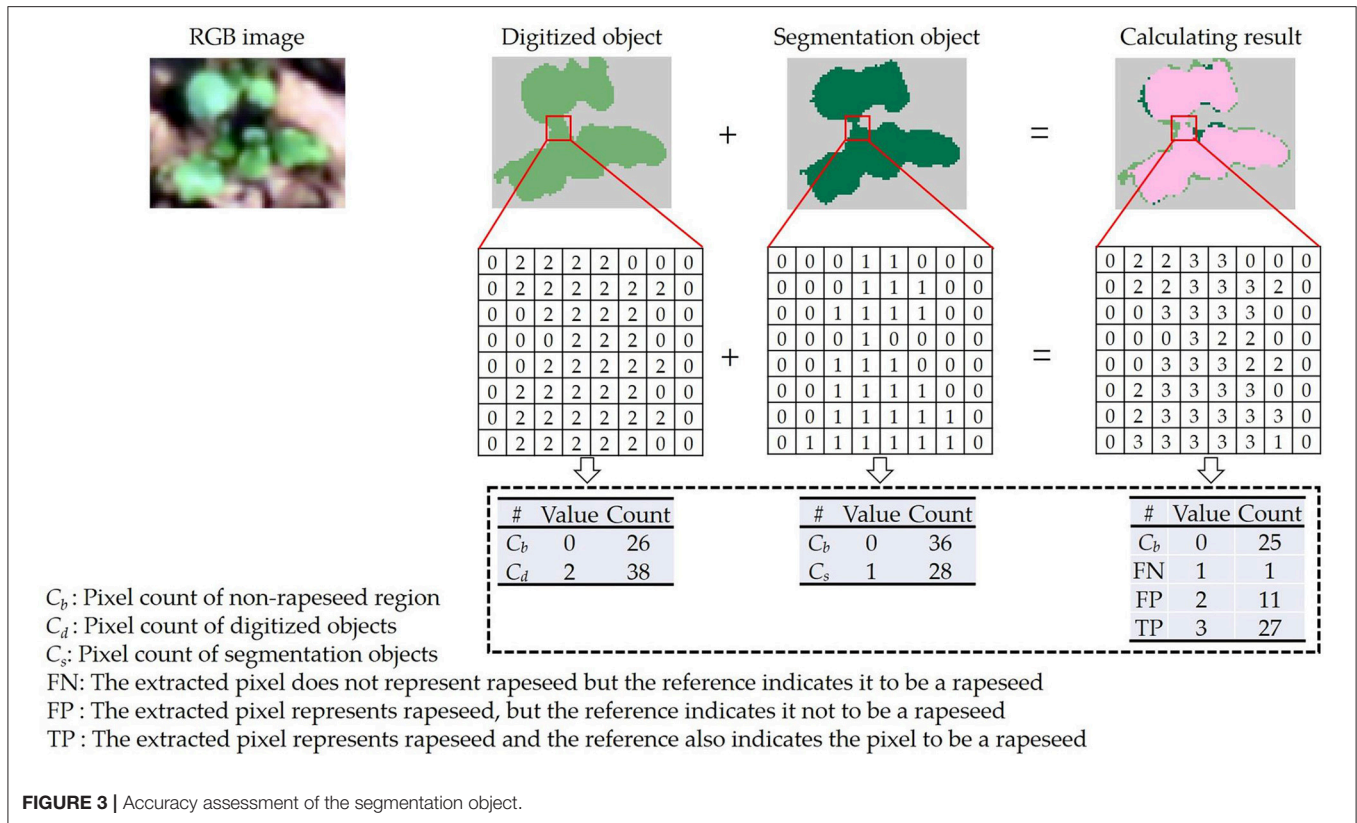 RGB image Digitized object Segmentation object Calculating result
+ =
0 2 2 2 2 0 0 0 0 0 0 1 1 0 0 0 0 2 2 3 3 0 0 0
0 2 2 2 2 2 2 0 0 0 0 1 1 1 0 0 0 2 2 3 3 3 2 0
0 0 2 2 2 2 0 0 0 0 1 1 1 1 0 0 0 0 3 3 3 3 0 0
0 0 0 2 2 2 0 0 0 0 0 1 0 0 0 0 0 0 0 3 2 2 0 0
0 0 2 2 2 2 2 0 + 0 0 1 1 1 0 0 0 = 0 0 3 3 3 2 2 0
0 2 2 2 2 2 0 0 0 0 1 1 1 1 0 0 0 2 3 3 3 3 0 0
0 2 2 2 2 2 2 0 0 0 1 1 1 1 1 0 0 2 3 3 3 3 3 0
0 2 2 2 2 2 0 0 0 1 1 1 1 1 1 0 0 3 3 3 3 3 1 0
# Value Count # Value Count # Value Count
C_b 0 26 C_b 0 36 C_b 0 25
C_d 2 38 C_s 1 28 FN 1 1
FP 2 11
TP 3 27
C_b : Pixel count of non-rapeseed region
C_d : Pixel count of digitized objects
C_s: Pixel count of segmentation objects
FN: The extracted pixel does not represent rapeseed but the reference indicates it to be a rapeseed
FP : The extracted pixel represents rapeseed, but the reference indicates it not to be a rapeseed
TP : The extracted pixel represents rapeseed and the reference also indicates the pixel to be a rapeseed
FIGURE 3 | Accuracy assessment of the segmentation object.